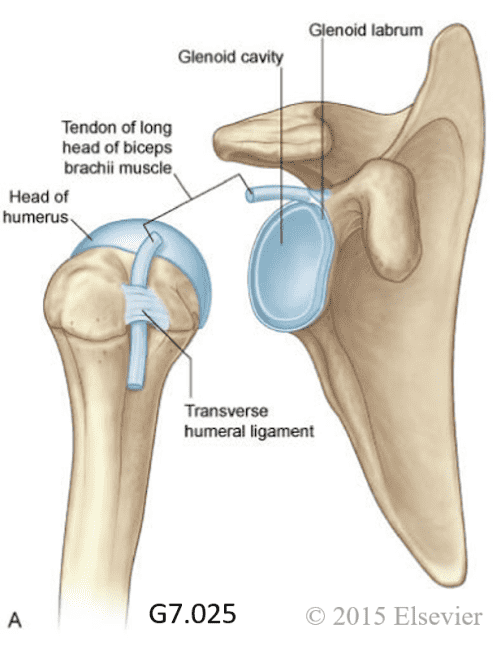 Glenoid labrum
Glenoid cavity
Tendon of long
head of biceps
brachii muscle
Head of
humerus
Transverse
humeral ligament
A
G7.025
© 2015 Elsevier